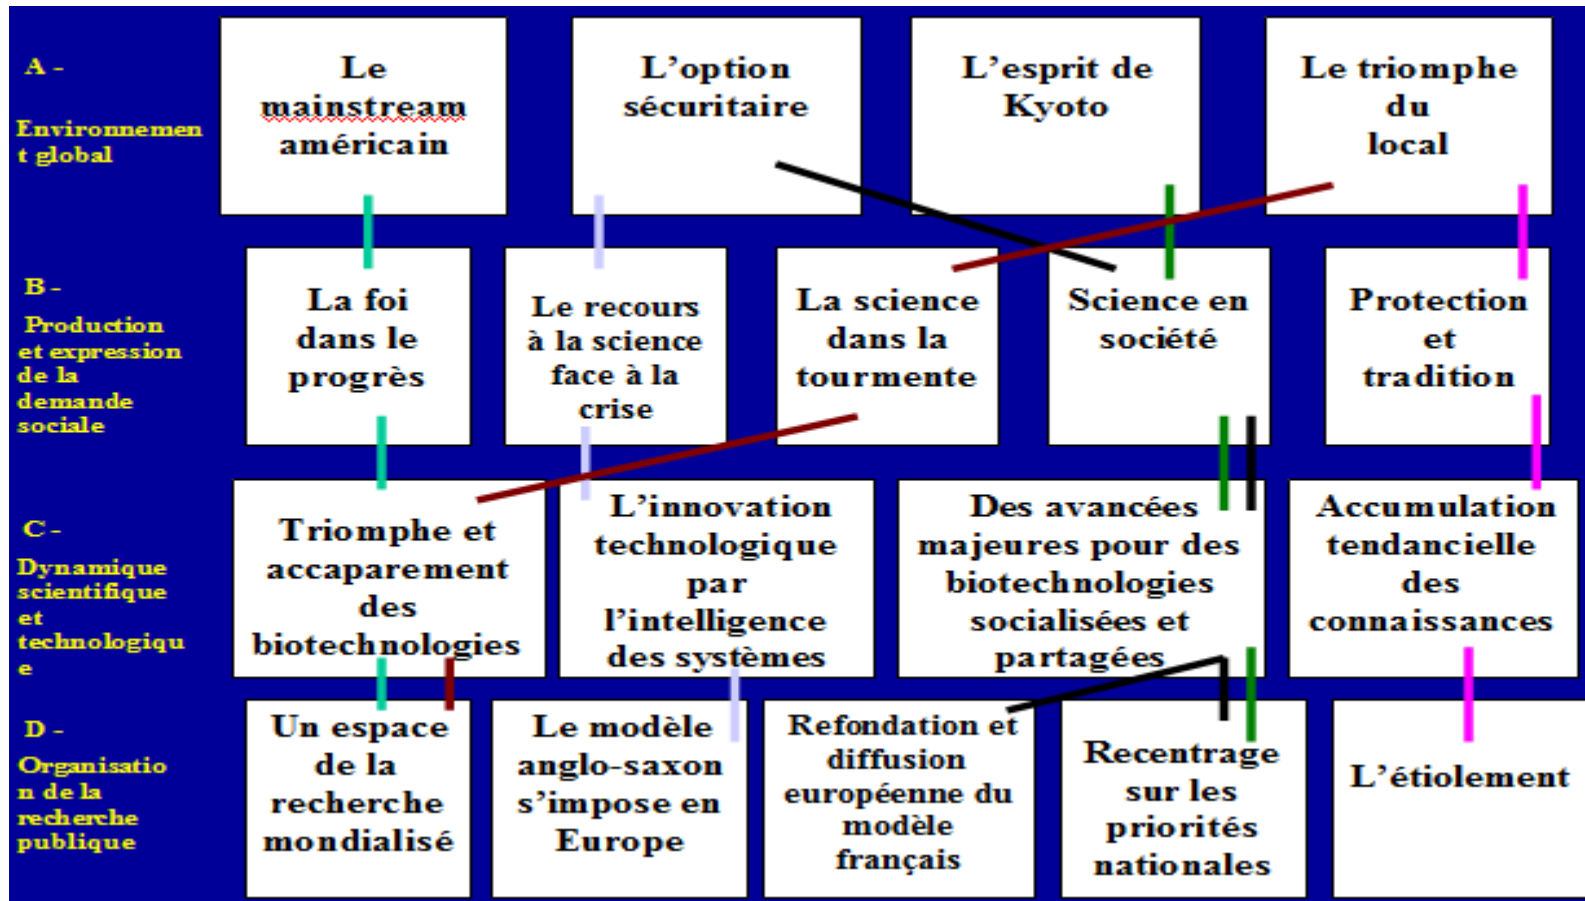 A -
Environnemen
t global
Le
mainstream
américain
L’option
sécuritaire
L’esprit de
Kyoto
Le triomphe
du
local
B -
Production
et expression
de la
demande
sociale
La foi
dans le
progrès
Le recours
à la science
face à la
crise
La science
dans la
tourmente
Science en
société
Protection
et
tradition
C -
Dynamique
scientifique
et
technologiqu
e
Triomphe et
accaparement
des
biotechnologies
L’innovation
technologique
par
l’intelligence
des systèmes
Des avancées
majeures pour des
biotechnologies
socialisées et
partagées
Accumulation
tendancielle
des
connaissances
D -
Organisatio
n de la
recherche
publique
Un espace
de la
recherche
mondialisé
Le modèle
anglo-saxon
s’impose en
Europe
Refondation et
diffusion
européenne du
modèle
français
Recentrage
sur les
priorités
nationales
L’étiolement